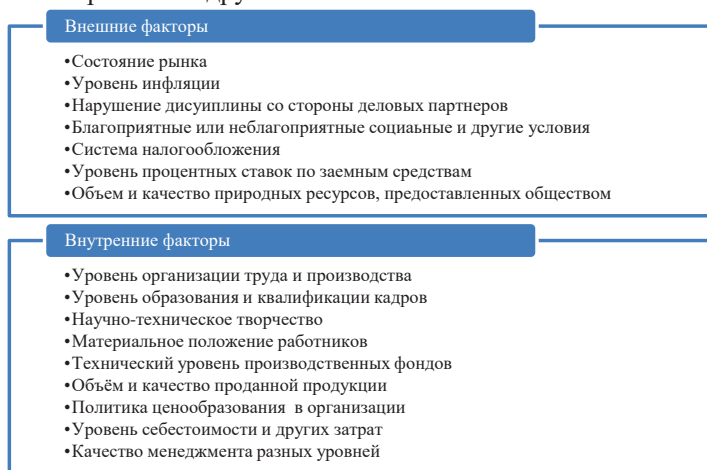 Внешние факторы
•Состояние рынка
•Уровень инфляции
•Нарушение дисуиплины со стороны деловых партнеров
•Благоприятные или неблагоприятные социаьные и другие условия
•Система налогообложения
•Уровень процентных ставок по заемным средствам
•Объем и качество природных ресурсов, предоставленных обществом
Внутренние факторы
•Уровень организации труда и производства
•Уровень образования и квалификации кадров
•Научно-техническое творчество
•Материальное положение работников
•Технический уровень производственных фондов
•Объём и качество проданной продукции
•Политика ценообразования в организации
•Уровень себестоимости и других затрат
•Качество менеджмента разных уровней